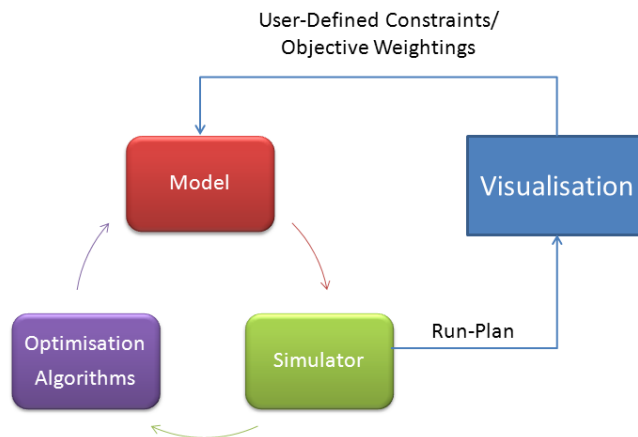 User-Defined Constraints/
Objective Weightings
Model
Visualisation
Optimisation
Algorithms
Simulator
Run-Plan